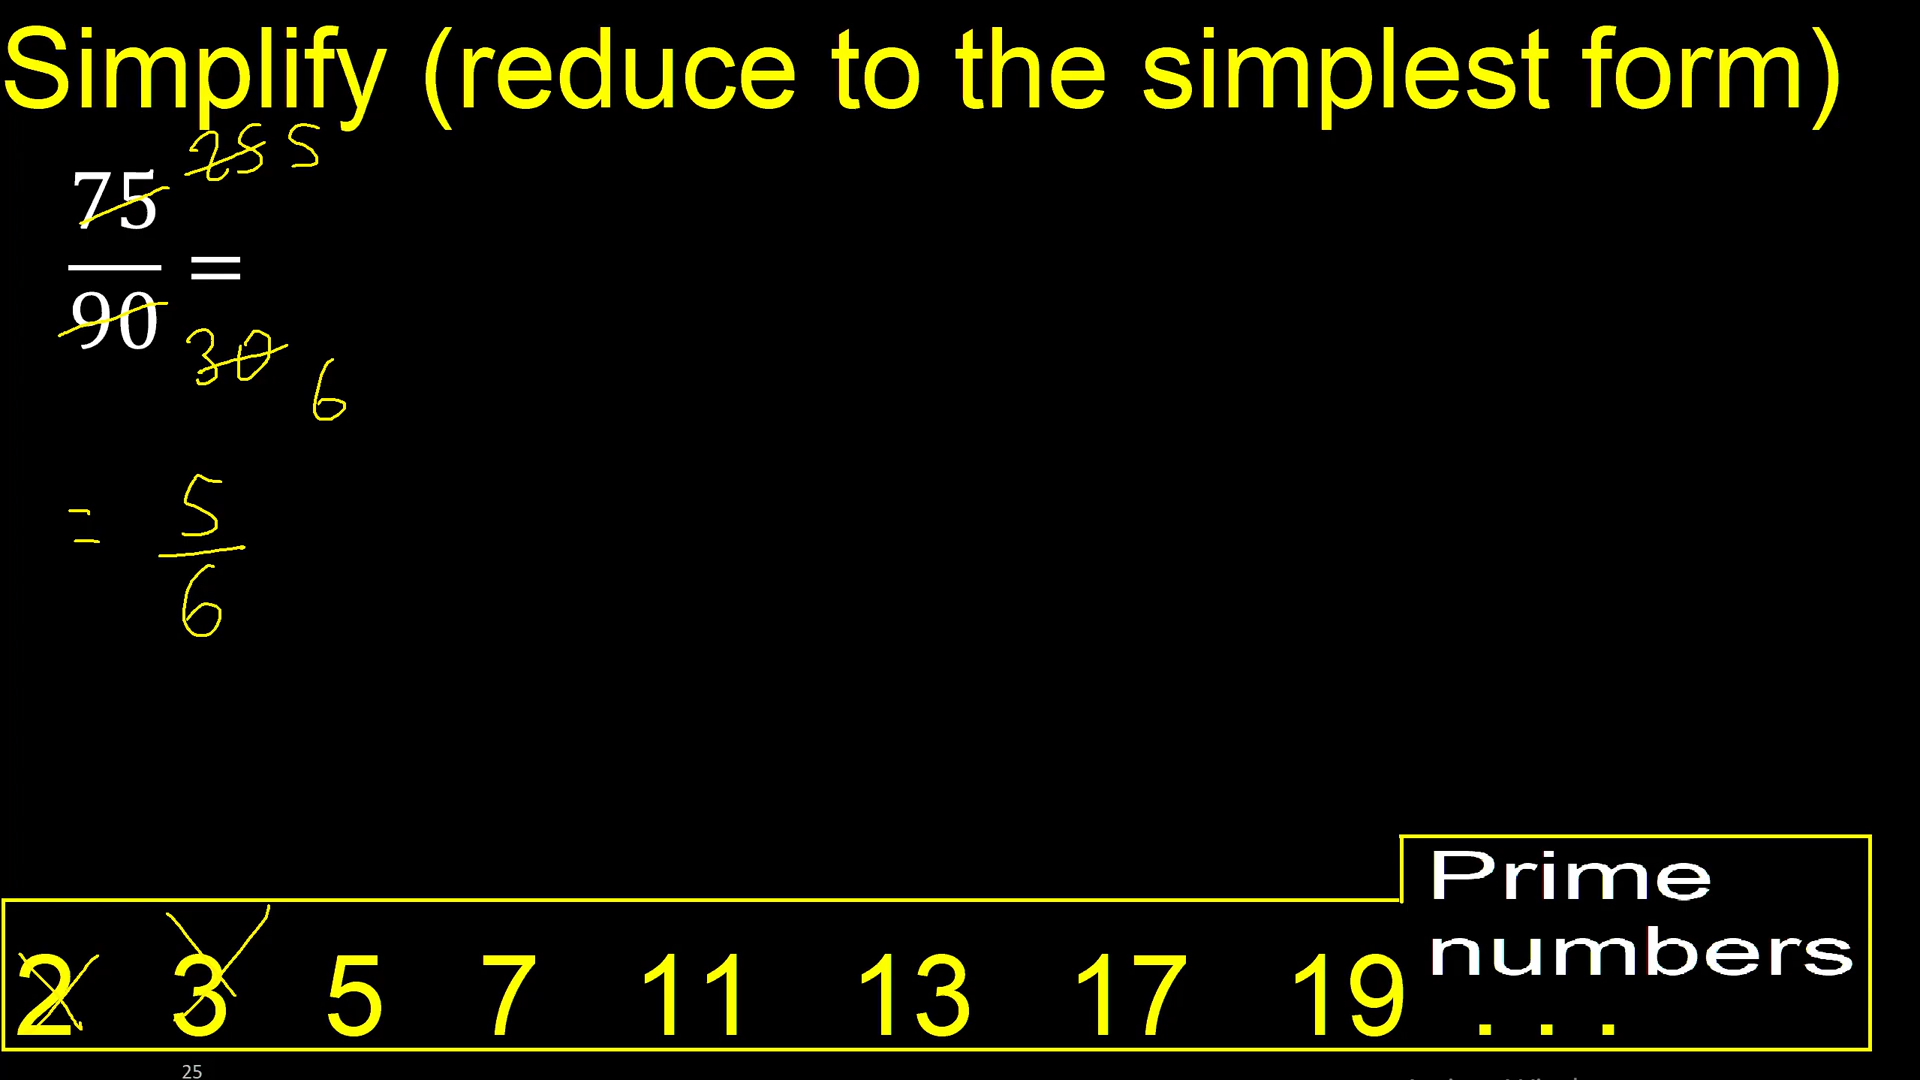 Simplify (reduce to the simplest form)
25 5
75
=
90
30 6
= 5
6
Prime
numbers
2 3 5 7 11 13 17 19 . . .
25